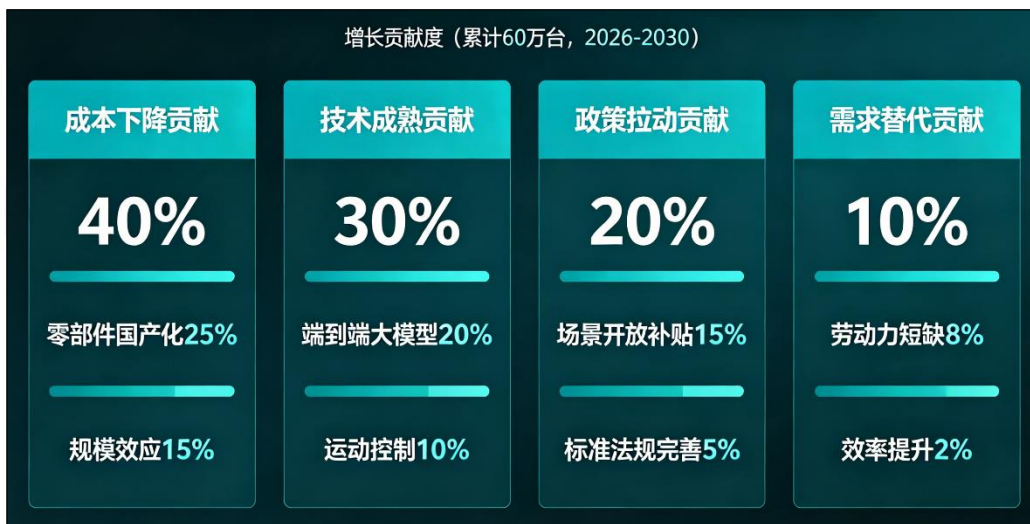 增长贡献度（累计60万台，2026-2030）
成本下降贡献
40%
零部件国产化25%
规模效应15%
技术成熟贡献
30%
端到端大模型20%
运动控制10%
政策拉动贡献
20%
场景开放补贴15%
标准法规完善5%
需求替代贡献
10%
劳动力短缺8%
效率提升2%